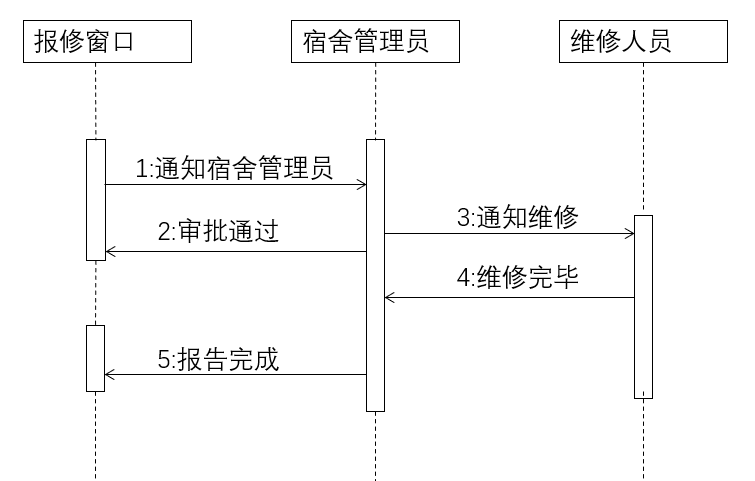 报修窗口
宿舍管理员
维修人员
1:通知宿舍管理员
3:通知维修
2:审批通过
4:维修完毕
5:报告完成